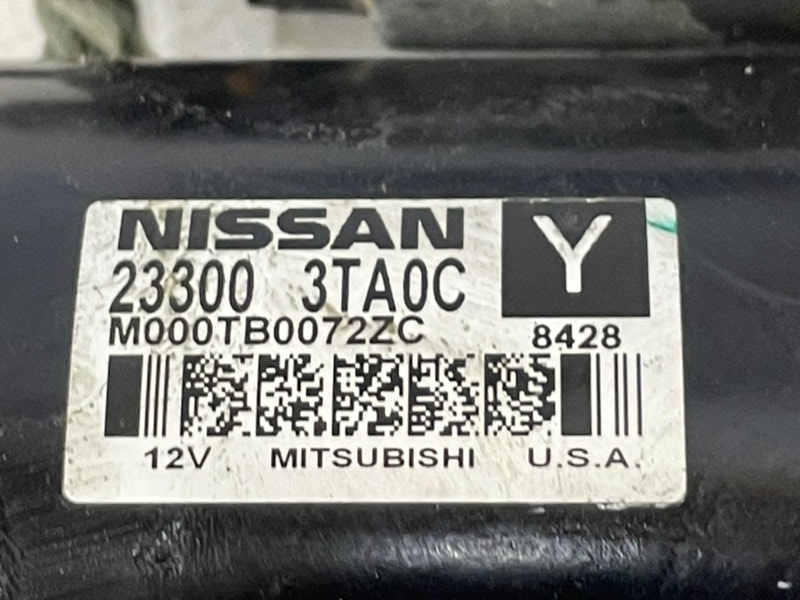 NISSAN
Y
23300 3TA0C
M000TB0072ZC
8428
12V MITSUBISHI U.S.A.